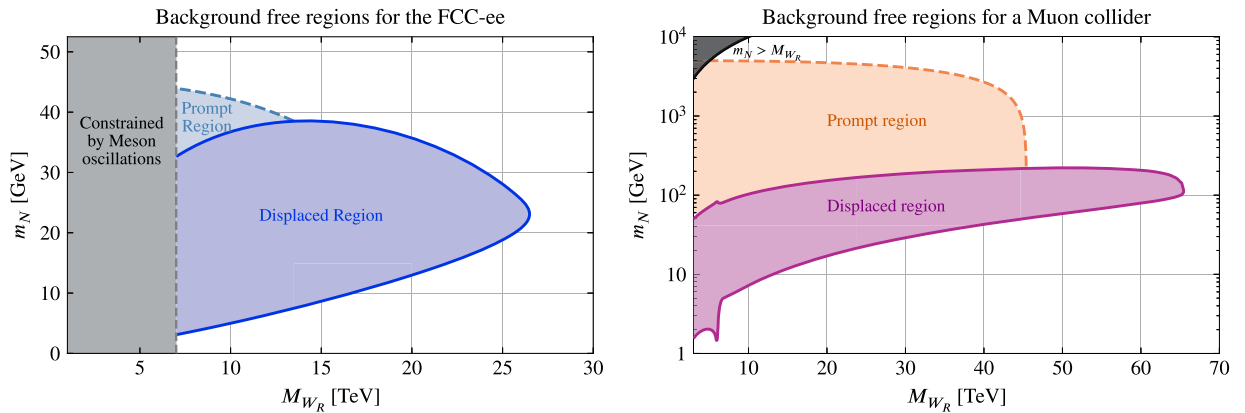 Background free regions for the FCC-ee
50
40
30
20
10
0
m_N [GeV]
Constrained
by Meson
oscillations
Prompt
Region
Displaced Region
5
10
15
20
25
30
M_{W_R} [TeV]
Background free regions for a Muon collider
10^4
10^3
10^2
10
1
m_N [GeV]
m_N > M_{W_R}
Prompt region
Displaced region
10
20
30
40
50
60
70
M_{W_R} [TeV]